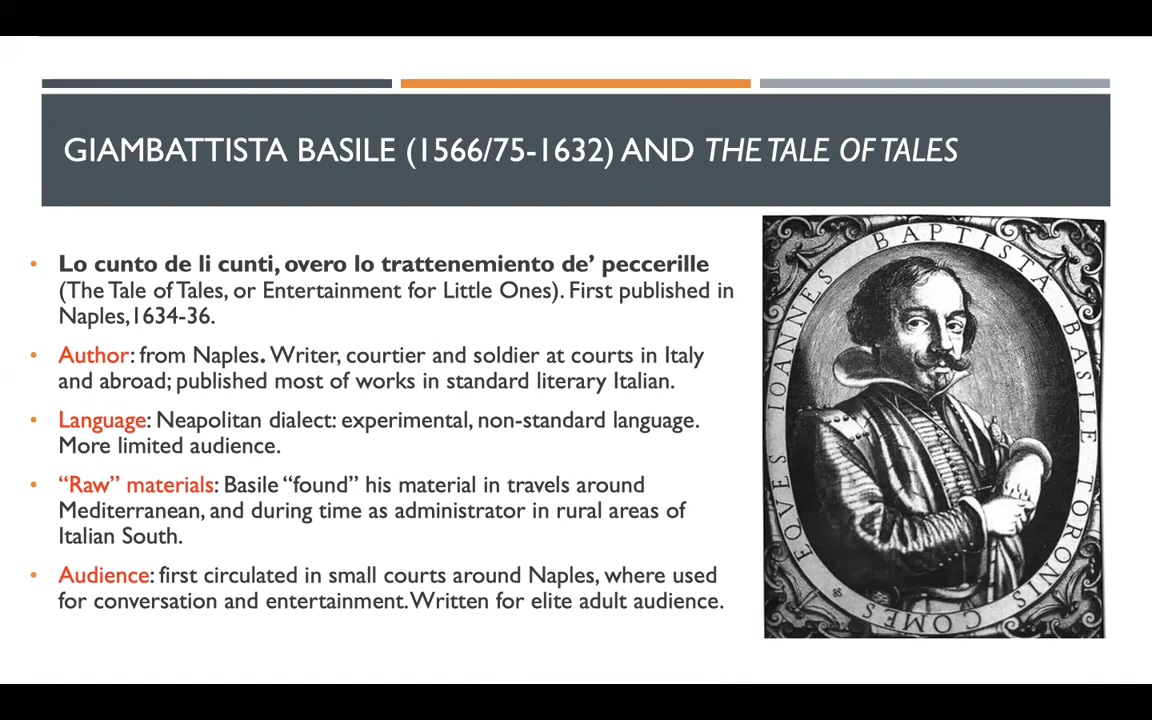 GIAMBATTISTA BASILE (1566/75-1632) AND THE TALE OF TALES
• Lo cunto de li cunti, overo lo trattenemiento de’ peccerille
(The Tale of Tales, or Entertainment for Little Ones). First published in
Naples,1634-36.
• Author: from Naples. Writer, courtier and soldier at courts in Italy
and abroad; published most of works in standard literary Italian.
• Language: Neapolitan dialect: experimental, non-standard language.
More limited audience.
• “Raw” materials: Basile “found” his material in travels around
Mediterranean, and during time as administrator in rural areas of
Italian South.
• Audience: first circulated in small courts around Naples, where used
for conversation and entertainment. Written for elite adult audience.
EQVES IOANNES BAPTISTA BASILE TORONIS COMES &